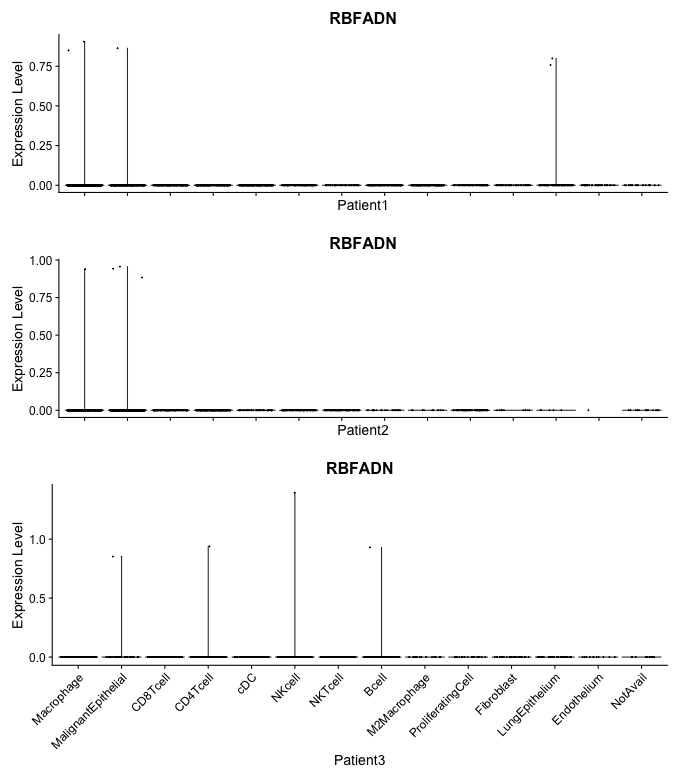 RBFADN
Expression Level
0.75
0.50
0.25
0.00
Patient1
RBFADN
Expression Level
1.00
0.75
0.50
0.25
0.00
Patient2
RBFADN
Expression Level
1.0
0.5
0.0
Macrophage
MalignantEpithelial
CD8Tcell
CD4Tcell
cDC
NKcell
NKTcell
Bcell
M2Macrophage
ProliferatingCell
Fibroblast
LungEpithelium
Endothelium
NotAvail
Patient3